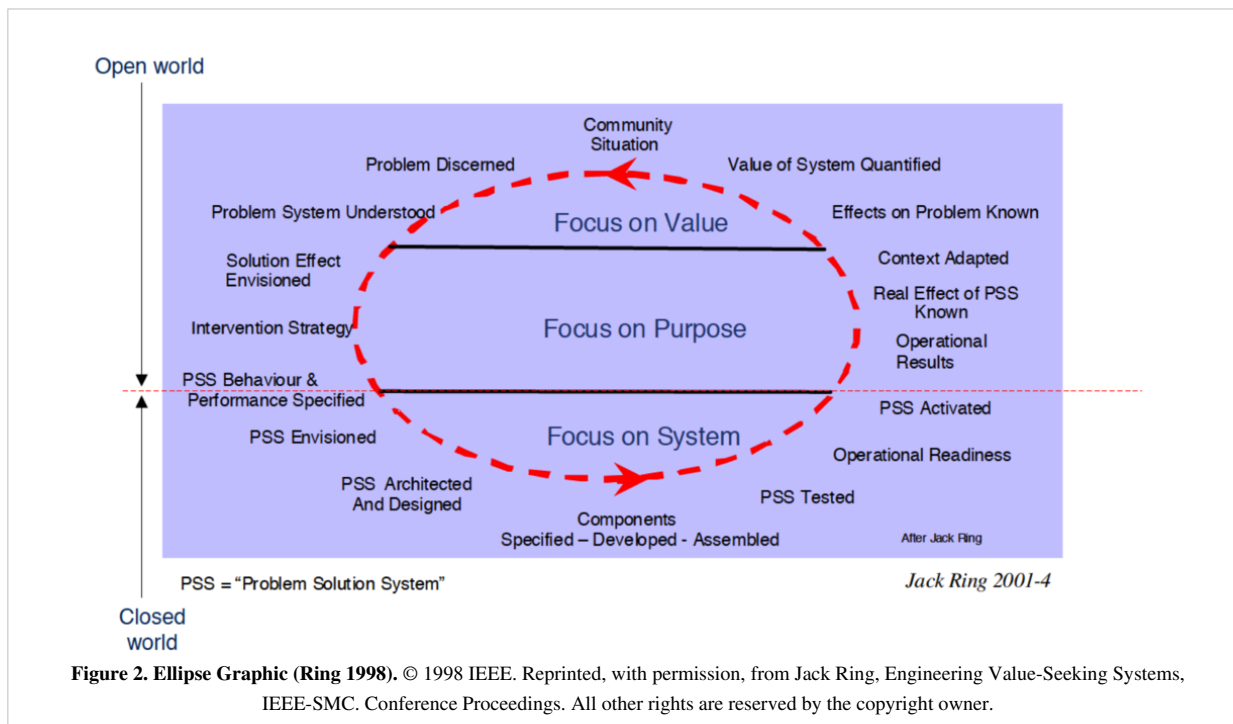 Open world
Community
Situation
Problem Discerned
Value of System Quantified
Problem System Understood
Focus on Value
Effects on Problem Known
Solution Effect
Envisioned
Context Adapted
Real Effect of PSS
Known
Intervention Strategy
Focus on Purpose
Operational
Results
PSS Behaviour &
Performance Specified
PSS Activated
PSS Envisioned
Focus on System
Operational Readiness
PSS Architected
And Designed
PSS Tested
Components
Specified – Developed - Assembled
After Jack Ring
PSS = “Problem Solution System”
Jack Ring 2001-4
Closed
world
Figure 2. Ellipse Graphic (Ring 1998). © 1998 IEEE. Reprinted, with permission, from Jack Ring, Engineering Value-Seeking Systems,
IEEE-SMC. Conference Proceedings. All other rights are reserved by the copyright owner.